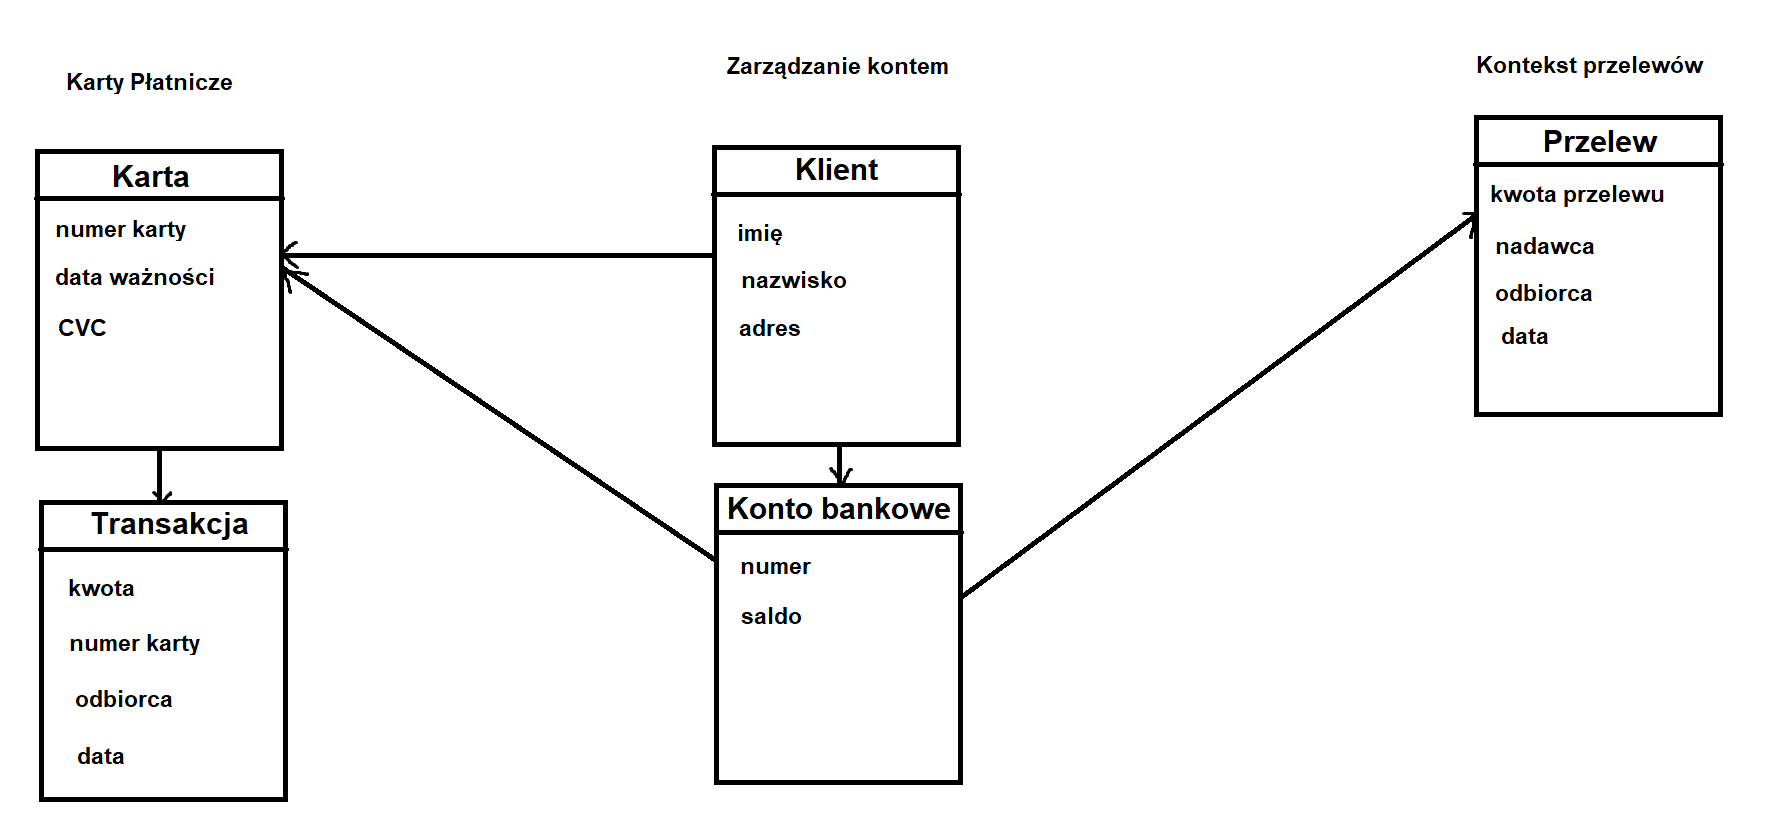 Karty Płatnicze
Karta
numer karty
data ważności
CVC
Transakcja
kwota
numer karty
odbiorca
data
Zarządzanie kontem
Klient
imię
nazwisko
adres
Konto bankowe
numer
saldo
Kontekst przelewów
Przelew
kwota przelewu
nadawca
odbiorca
data